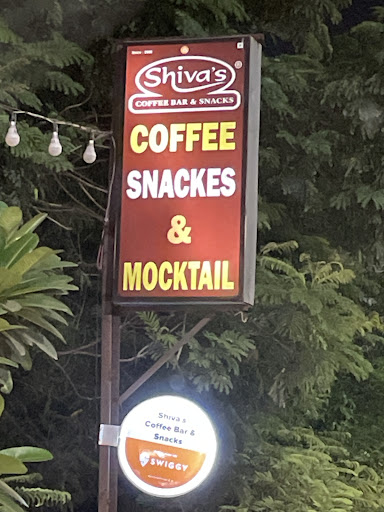 Shiva's®
COFFEE BAR & SNACKS
COFFEE
SNACKES
&
MOCKTAIL
Shiva's
Coffee Bar &
Snacks
SWIGGY